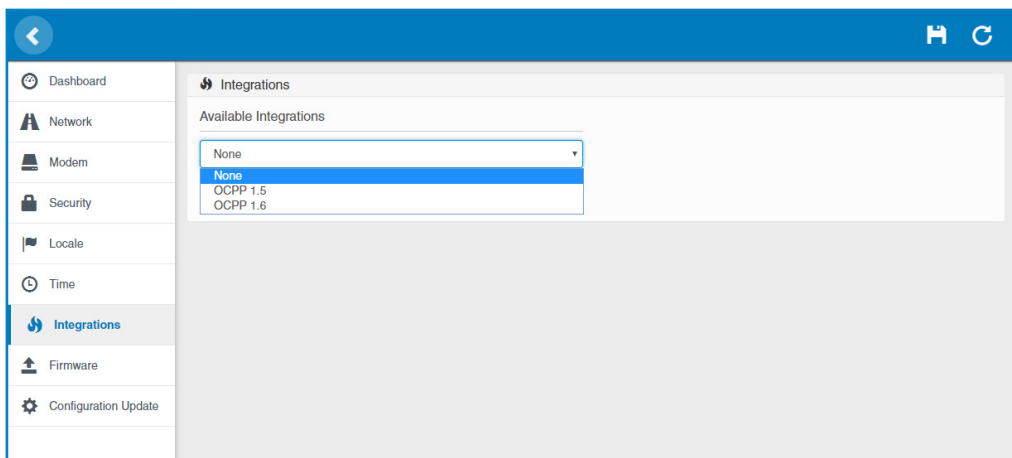 Dashboard
Network
Modem
Security
Locale
Time
Integrations
Firmware
Configuration Update
Integrations
Available Integrations
None
None
OCPP 1.5
OCPP 1.6